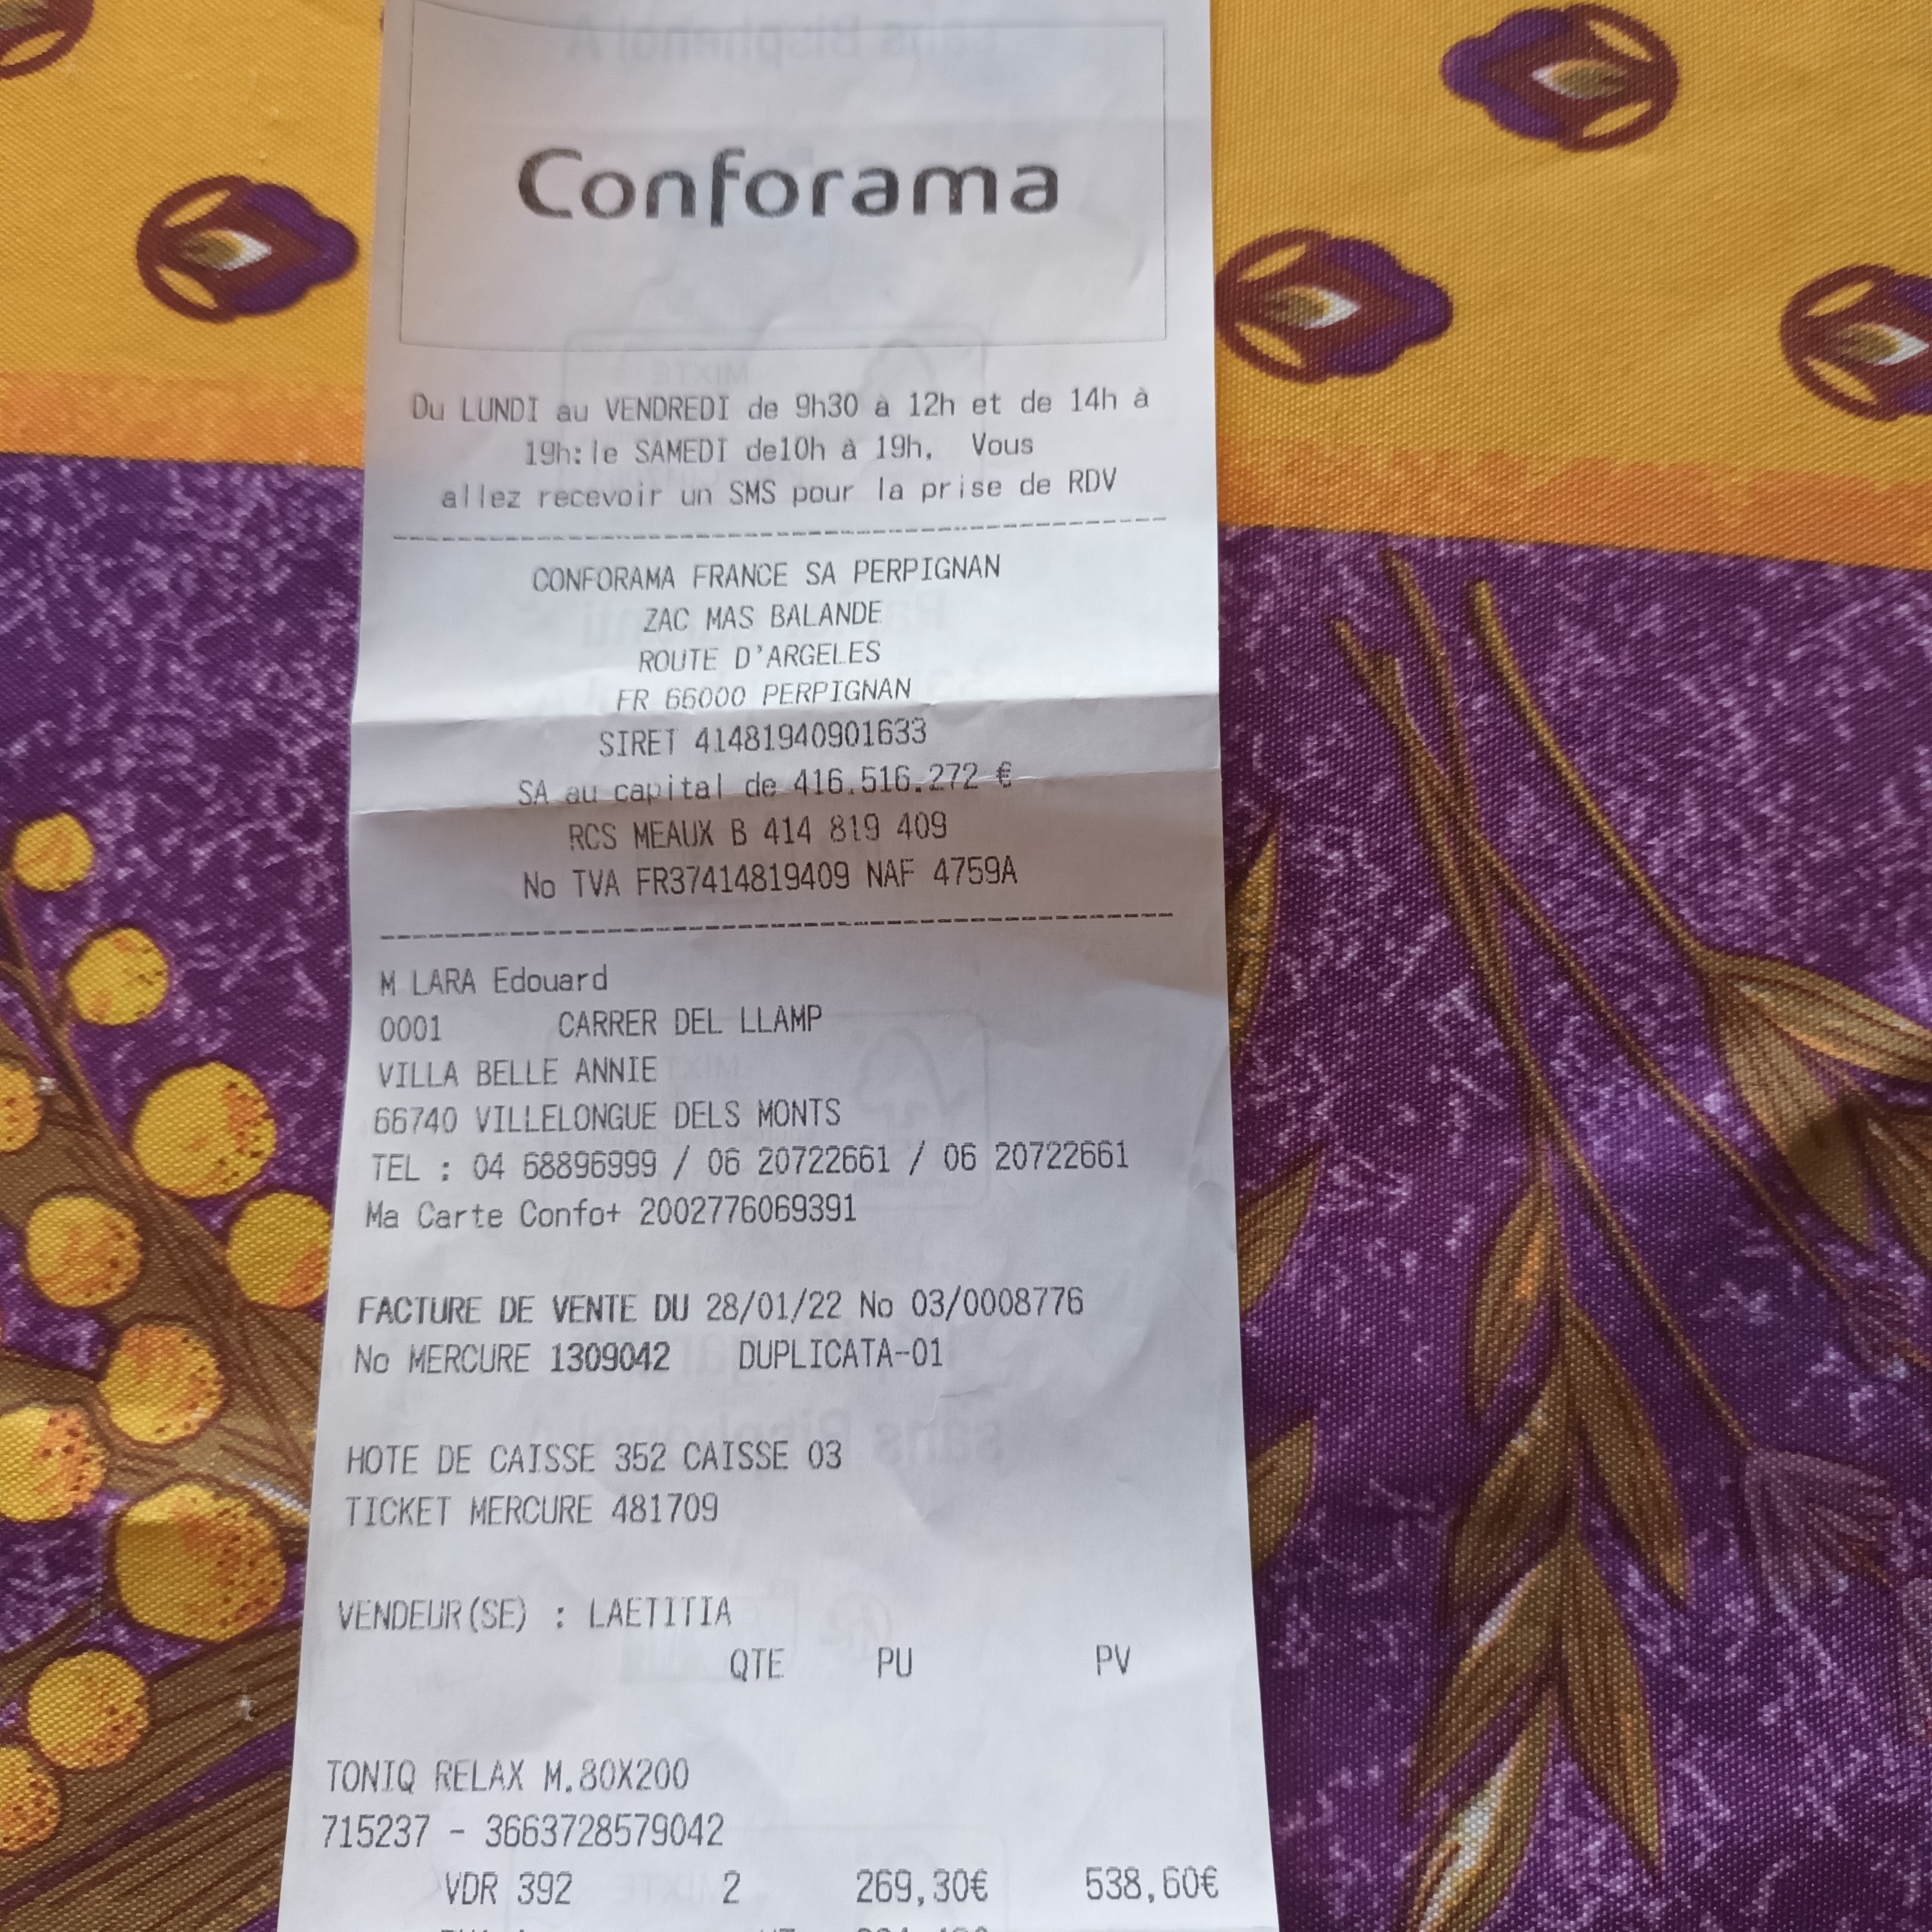 Conforama
Du LUNDI au VENDREDI de 9h30 à 12h et de 14h à
19h:le SAMEDI de10h à 19h, Vous
allez recevoir un SMS pour la prise de RDV
CONFORAMA FRANCE SA PERPIGNAN
ZAC MAS BALANDE
ROUTE D'ARGELES
FR 66000 PERPIGNAN
SIRET 41481940901633
SA au capital de 416.516.272 €
RCS MEAUX B 414 819 409
No TVA FR37414819409 NAF 4759A
M LARA Edouard
0001 CARRER DEL LLAMP
VILLA BELLE ANNIE
66740 VILLELONGUE DELS MONTS
TEL : 04 68896999 / 06 20722661 / 06 20722661
Ma Carte Confo+ 2002776069391
FACTURE DE VENTE DU 28/01/22 No 03/0008776
No MERCURE 1309042 DUPLICATA-01
HOTE DE CAISSE 352 CAISSE 03
TICKET MERCURE 481709
VENDEUR(SE) : LAETITIA
QTE PU PV
TONIQ RELAX M.80X200
715237 - 3663728579042
VDR 392 2 269,30€ 538,60€